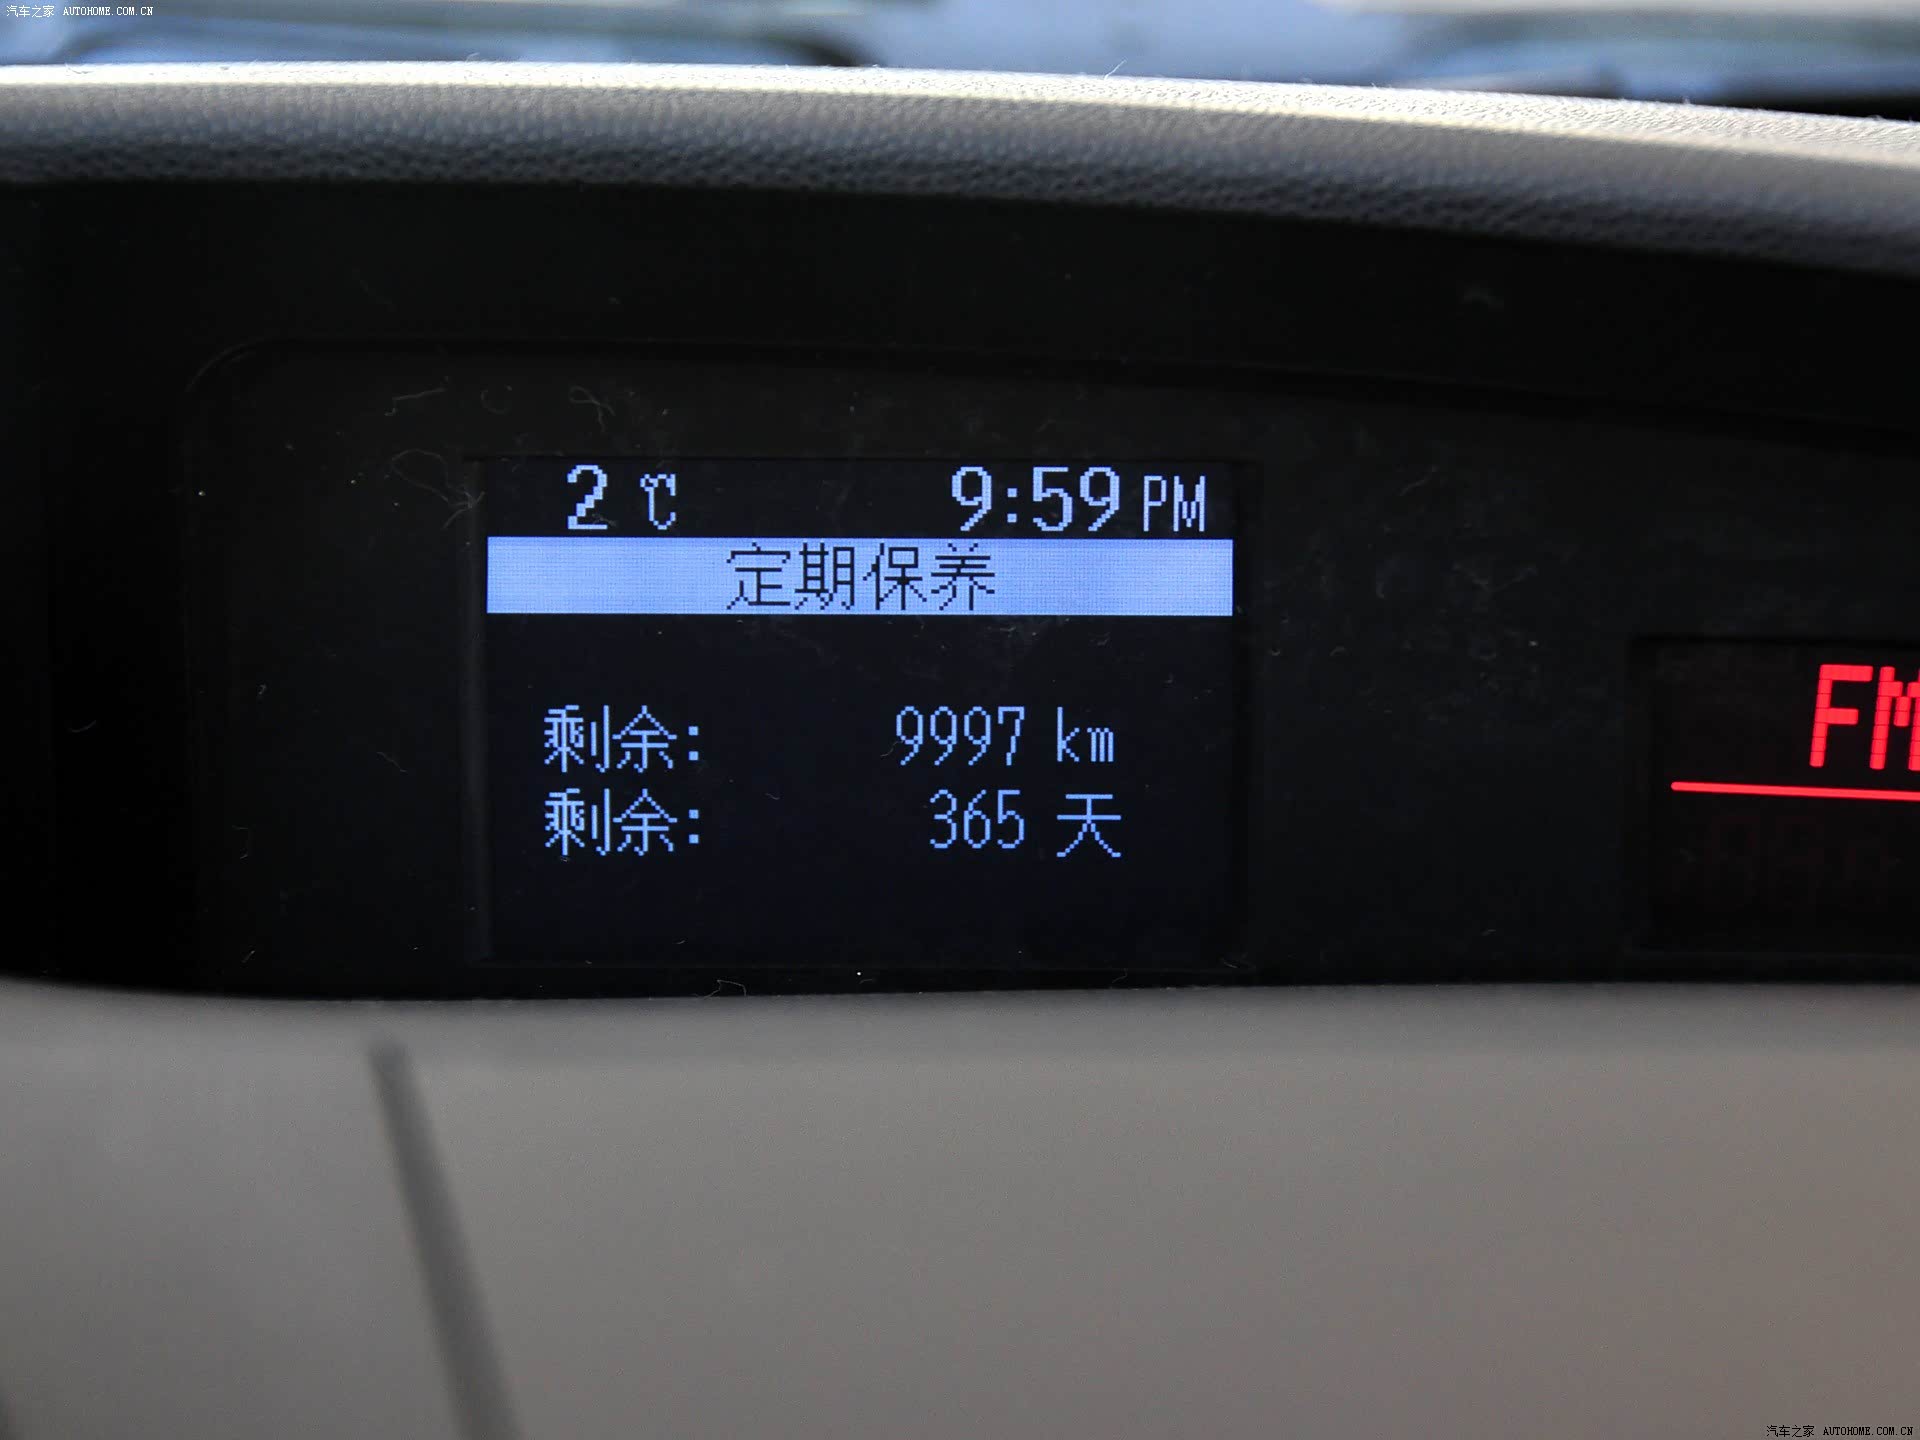 汽车之家 AUTOHOME.COM.CN
2 ℃ 9:59 PM
定期保养
剩余: 9997 km
剩余: 365 天
FM
汽车之家 AUTOHOME.COM.CN